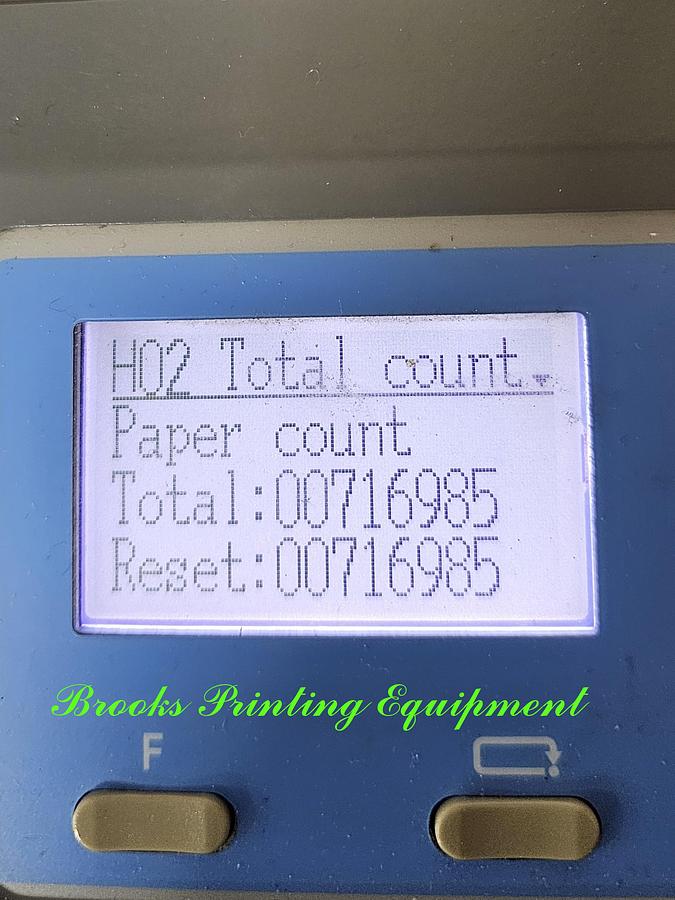 H02 Total count.
Paper count
Total:00716985
Reset:00716985
Brooks Printing Equipment
F